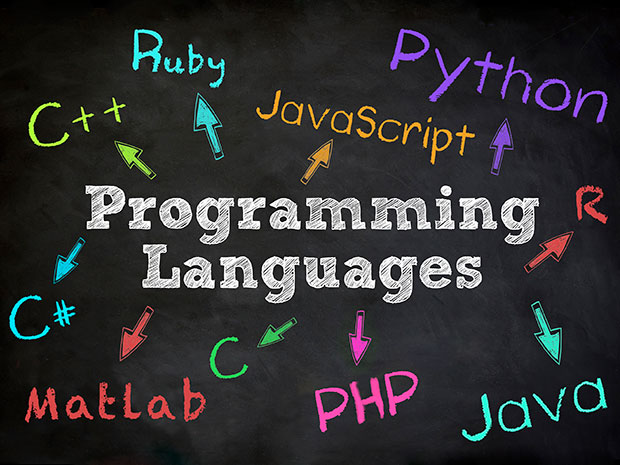 Ruby
Python
C++
JavaScript
Programming
R
Languages
C#
C
Matlab
PHP
Java